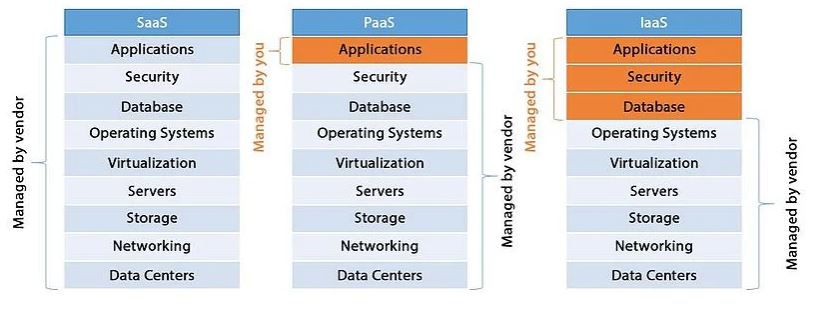 SaaS
Managed by vendor
Applications
Security
Database
Operating Systems
Virtualization
Servers
Storage
Networking
Data Centers
PaaS
Managed by you
Applications
Security
Database
Operating Systems
Virtualization
Servers
Storage
Networking
Data Centers
Managed by vendor
IaaS
Managed by you
Applications
Security
Database
Operating Systems
Virtualization
Servers
Storage
Networking
Data Centers
Managed by vendor